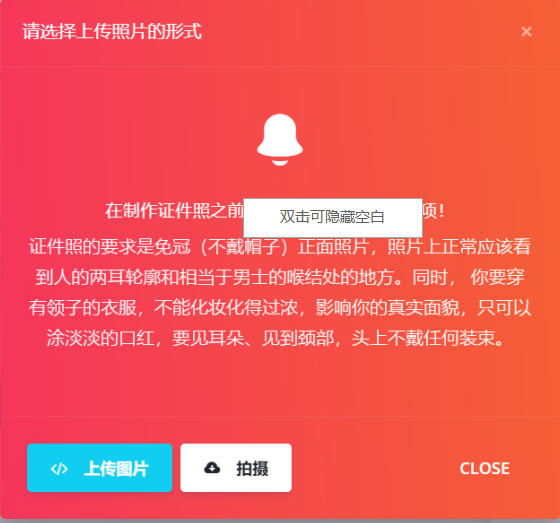 请选择上传照片的形式 ×
在制作证件照之前
双击可隐藏空白
项!
证件照的要求是免冠（不戴帽子）正面照片，照片上正常应该看
到人的两耳轮廓和相当于男士的喉结处的地方。同时， 你要穿
有领子的衣服，不能化妆化得过浓，影响你的真实面貌，只可以
涂淡淡的口红，要见耳朵、见到颈部，头上不戴任何装束。
</> 上传图片 拍摄 CLOSE